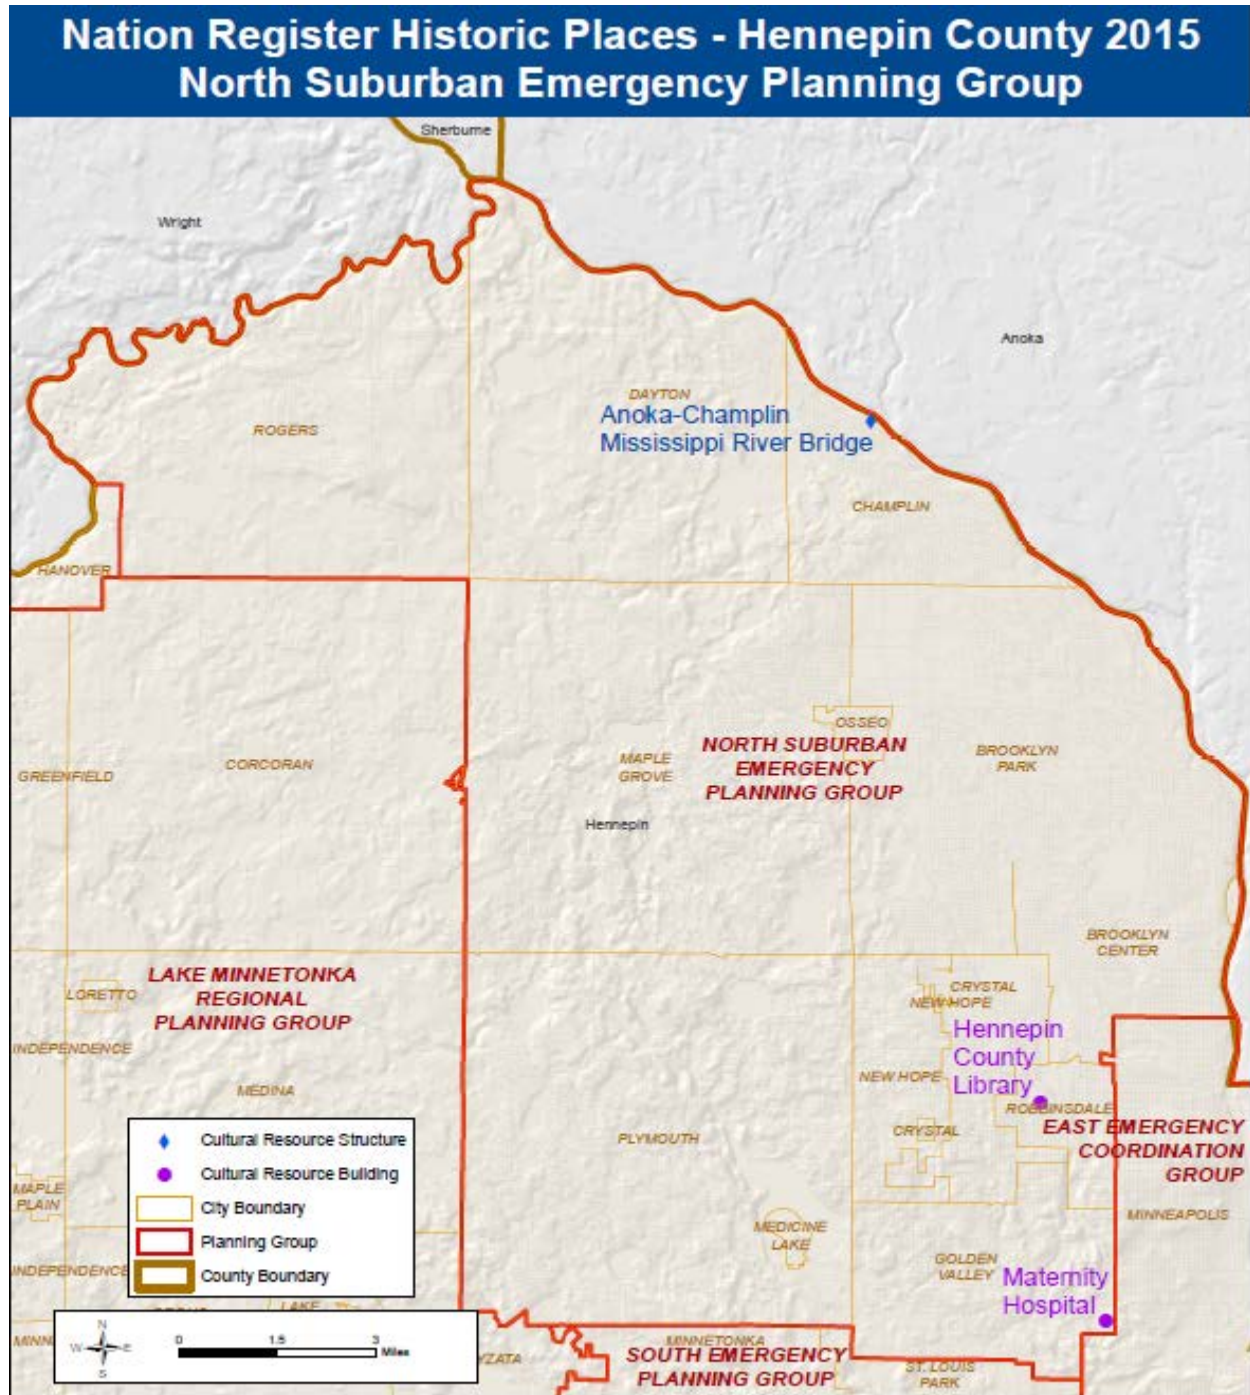 Nation Register Historic Places - Hennepin County 2015
North Suburban Emergency Planning Group
Sherburne
Wright
Anoka
DAYTON
Anoka-Champlin
Mississippi River Bridge
ROGERS
CHAMPLIN
HANOVER
OSSEO
NORTH SUBURBAN
EMERGENCY
PLANNING GROUP
BROOKLYN
PARK
MAPLE
GROVE
GREENFIELD
CORCORAN
Hennepin
BROOKLYN
CENTER
LAKE MINNETONKA
REGIONAL
PLANNING GROUP
LORETTO
CRYSTAL
NEW HOPE
Hennepin
County
Library
INDEPENDENCE
MEDINA
NEW HOPE
ROBBINSDALE
EAST EMERGENCY
COORDINATION
GROUP
CRYSTAL
PLYMOUTH
MAPLE
PLAIN
MINNEAPOLIS
MEDICINE
LAKE
GOLDEN
VALLEY
Maternity
Hospital
INDEPENDENCE
LAKE
Cultural Resource Structure
Cultural Resource Building
City Boundary
Planning Group
County Boundary
N
W E
S
0 1.5 3
Miles
MINN
YZATA
MINNETONKA
SOUTH EMERGENCY
PLANNING GROUP
ST. LOUIS
PARK